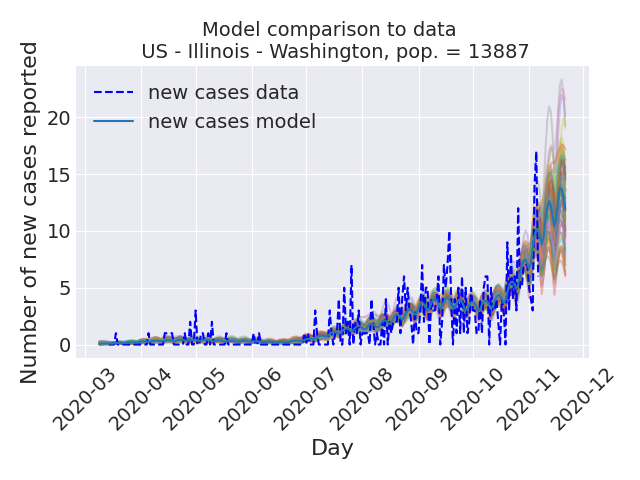 Model comparison to data
US - Illinois - Washington, pop. = 13887
new cases data
new cases model
Number of new cases reported
20
15
10
5
0
2020-03
2020-04
2020-05
2020-06
2020-07
2020-08
2020-09
2020-10
2020-11
2020-12
Day